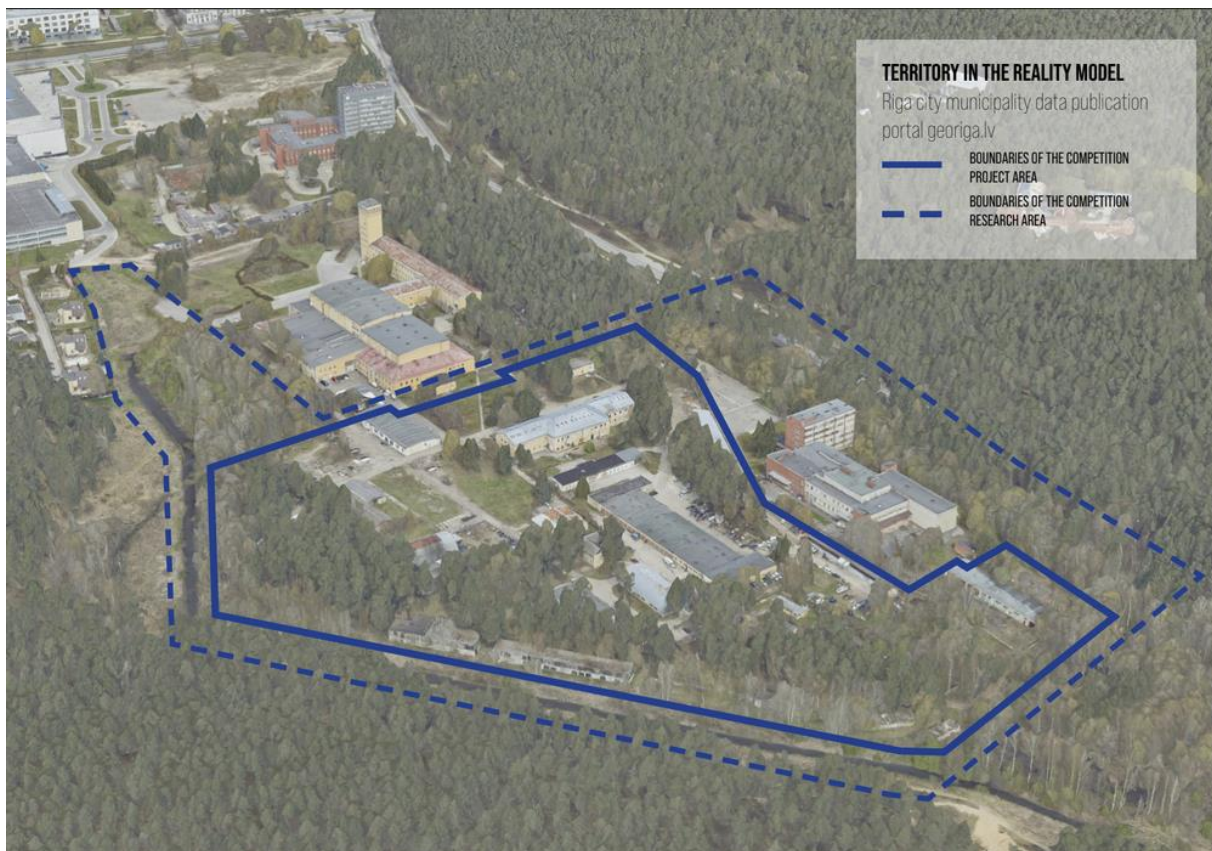 TERRITORY IN THE REALITY MODEL
Riga city municipality data publication
portal georiga.lv
BOUNDARIES OF THE COMPETITION
PROJECT AREA
BOUNDARIES OF THE COMPETITION
RESEARCH AREA